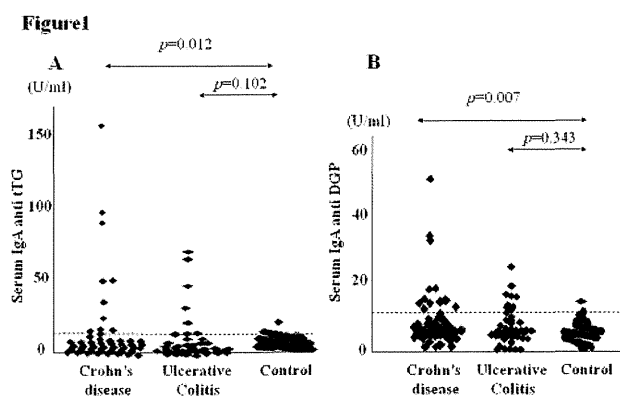 Figure1
A
p=0.012
p=0.102
(U/ml)
150
100
50
0
Serum IgA anti tTG
Crohn's disease
Ulcerative Colitis
Control
B
p=0.007
p=0.343
(U/ml)
60
40
20
0
Serum IgA anti DGP
Crohn's disease
Ulcerative Colitis
Control